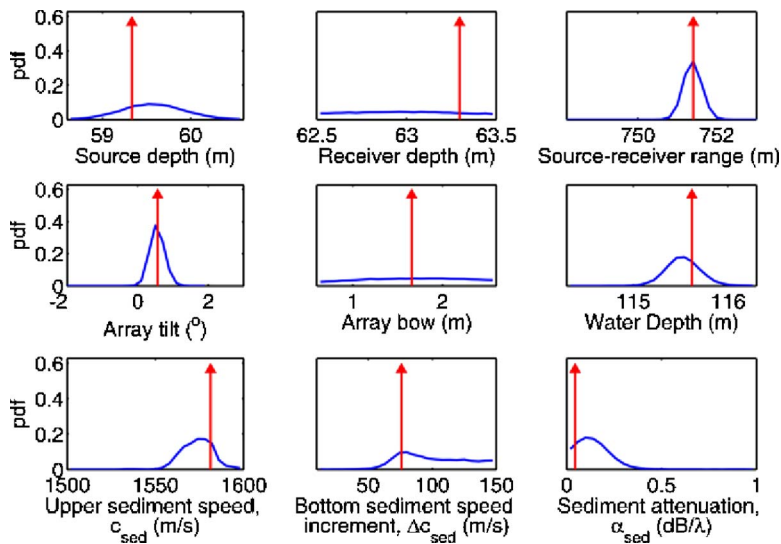 pdf
0.6
0.4
0.2
0
59
60
Source depth (m)
62.5
63
63.5
Receiver depth (m)
750
752
Source-receiver range (m)
pdf
0.6
0.4
0.2
0
-2
0
2
Array tilt (°)
1
2
Array bow (m)
115
116
Water Depth (m)
pdf
0.6
0.4
0.2
0
1500
1550
1600
Upper sediment speed,
c_sed (m/s)
50
100
150
Bottom sediment speed
increment, Δc_sed (m/s)
0
0.5
1
Sediment attenuation,
α_sed (dB/λ)